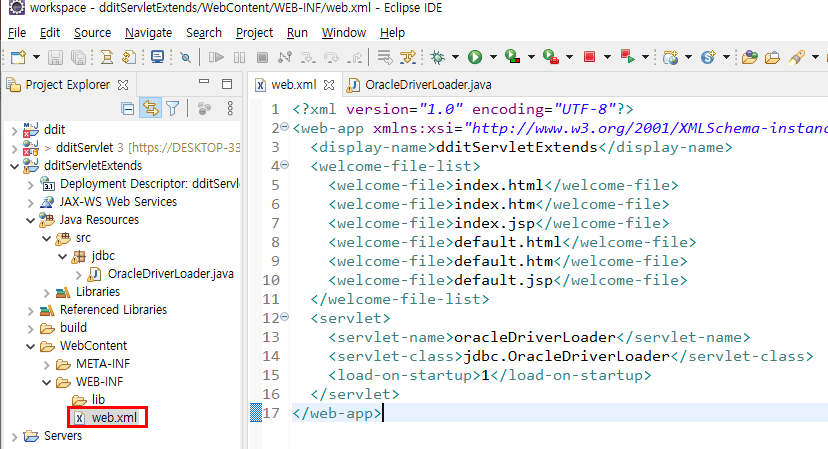 workspace - dditServletExtends/WebContent/WEB-INF/web.xml - Eclipse IDE
File Edit Source Navigate Search Project Run Window Help
Project Explorer
ddit
> dditServlet 3 [https://DESKTOP-33
dditServletExtends
Deployment Descriptor: dditServle
JAX-WS Web Services
Java Resources
src
jdbc
OracleDriverLoader.java
Libraries
Referenced Libraries
build
WebContent
META-INF
WEB-INF
lib
web.xml
Servers
web.xml OracleDriverLoader.java
1 <?xml version="1.0" encoding="UTF-8"?>
2 <web-app xmlns:xsi="http://www.w3.org/2001/XMLSchema-instanc
3 <display-name>dditServletExtends</display-name>
4 <welcome-file-list>
5 <welcome-file>index.html</welcome-file>
6 <welcome-file>index.htm</welcome-file>
7 <welcome-file>index.jsp</welcome-file>
8 <welcome-file>default.html</welcome-file>
9 <welcome-file>default.htm</welcome-file>
10 <welcome-file>default.jsp</welcome-file>
11 </welcome-file-list>
12 <servlet>
13 <servlet-name>oracleDriverLoader</servlet-name>
14 <servlet-class>jdbc.OracleDriverLoader</servlet-class>
15 <load-on-startup>1</load-on-startup>
16 </servlet>
17 </web-app>